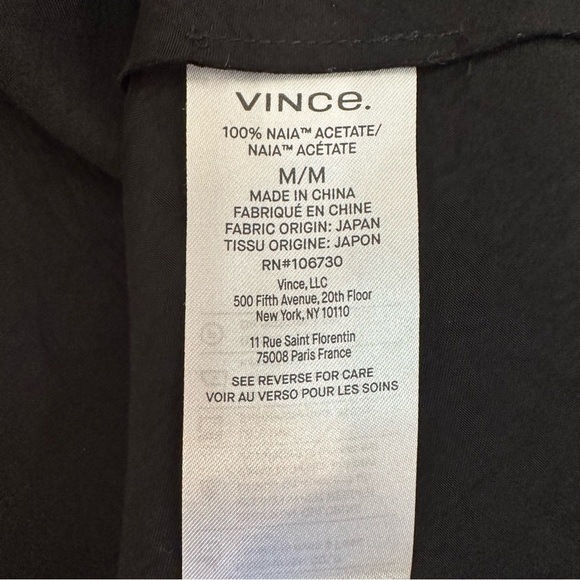 VINCE.
100% NAIA™ ACETATE/
NAIA™ ACÉTATE
M/M
MADE IN CHINA
FABRIQUÉ EN CHINE
FABRIC ORIGIN: JAPAN
TISSU ORIGINE: JAPON
RN#106730
Vince, LLC
500 Fifth Avenue, 20th Floor
New York, NY 10110
11 Rue Saint Florentin
75008 Paris France
SEE REVERSE FOR CARE
VOIR AU VERSO POUR LES SOINS